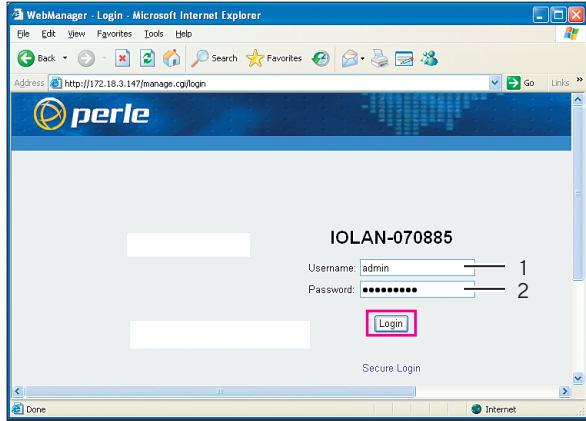 WebManager - Login - Microsoft Internet Explorer
File Edit View Favorites Tools Help
Back Search Favorites
Address http://172.18.3.147/manage.cgi/login Go Links »
perle
IOLAN-070885
Username: admin 1
Password: ●●●●●●●●● 2
Login
Secure Login
Done Internet